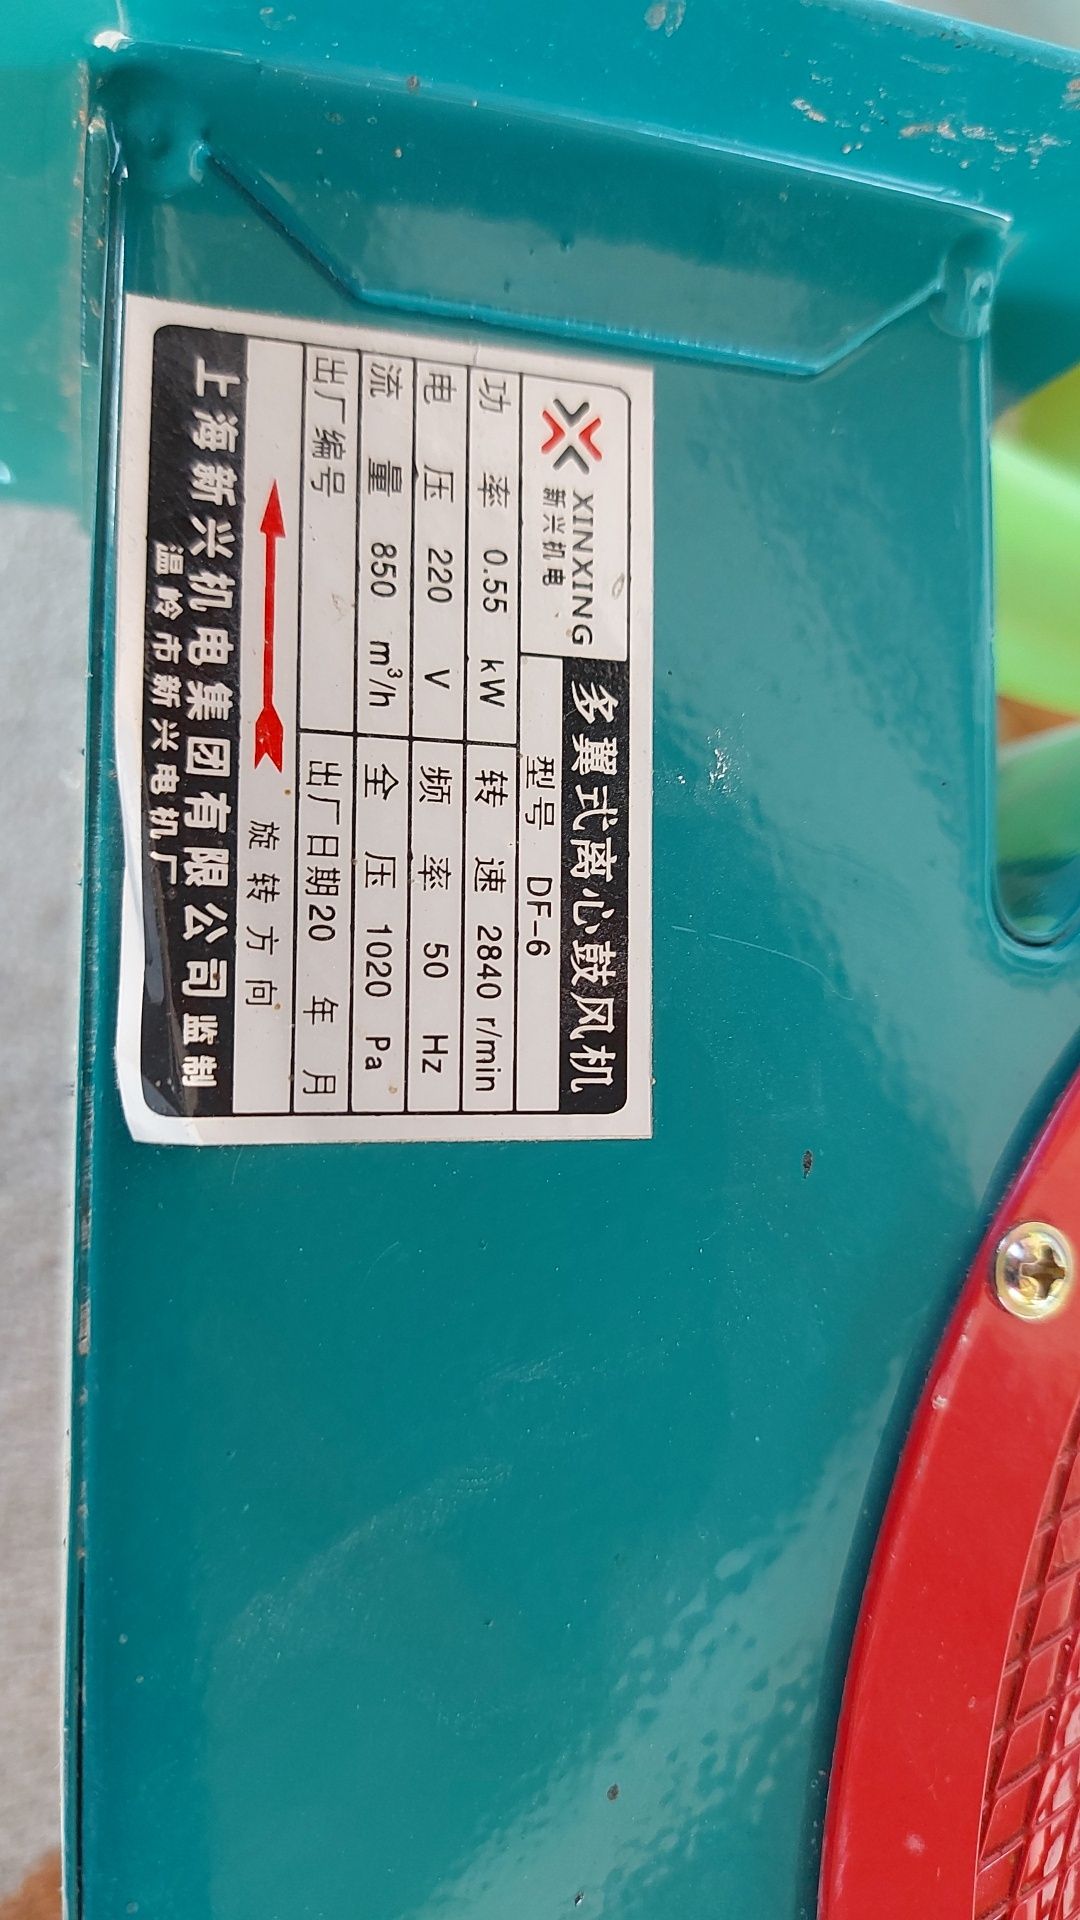 XINXING
新兴机电
多翼式离心鼓风机
型号 DF-6
功率 0.55 kW 转速 2840 r/min
电压 220 V 频率 50 Hz
流量 850 m³/h 全压 1020 Pa
出厂编号 出厂日期20 年 月
旋转方向
上海新兴机电集团有限公司监制
温岭市新兴电机厂